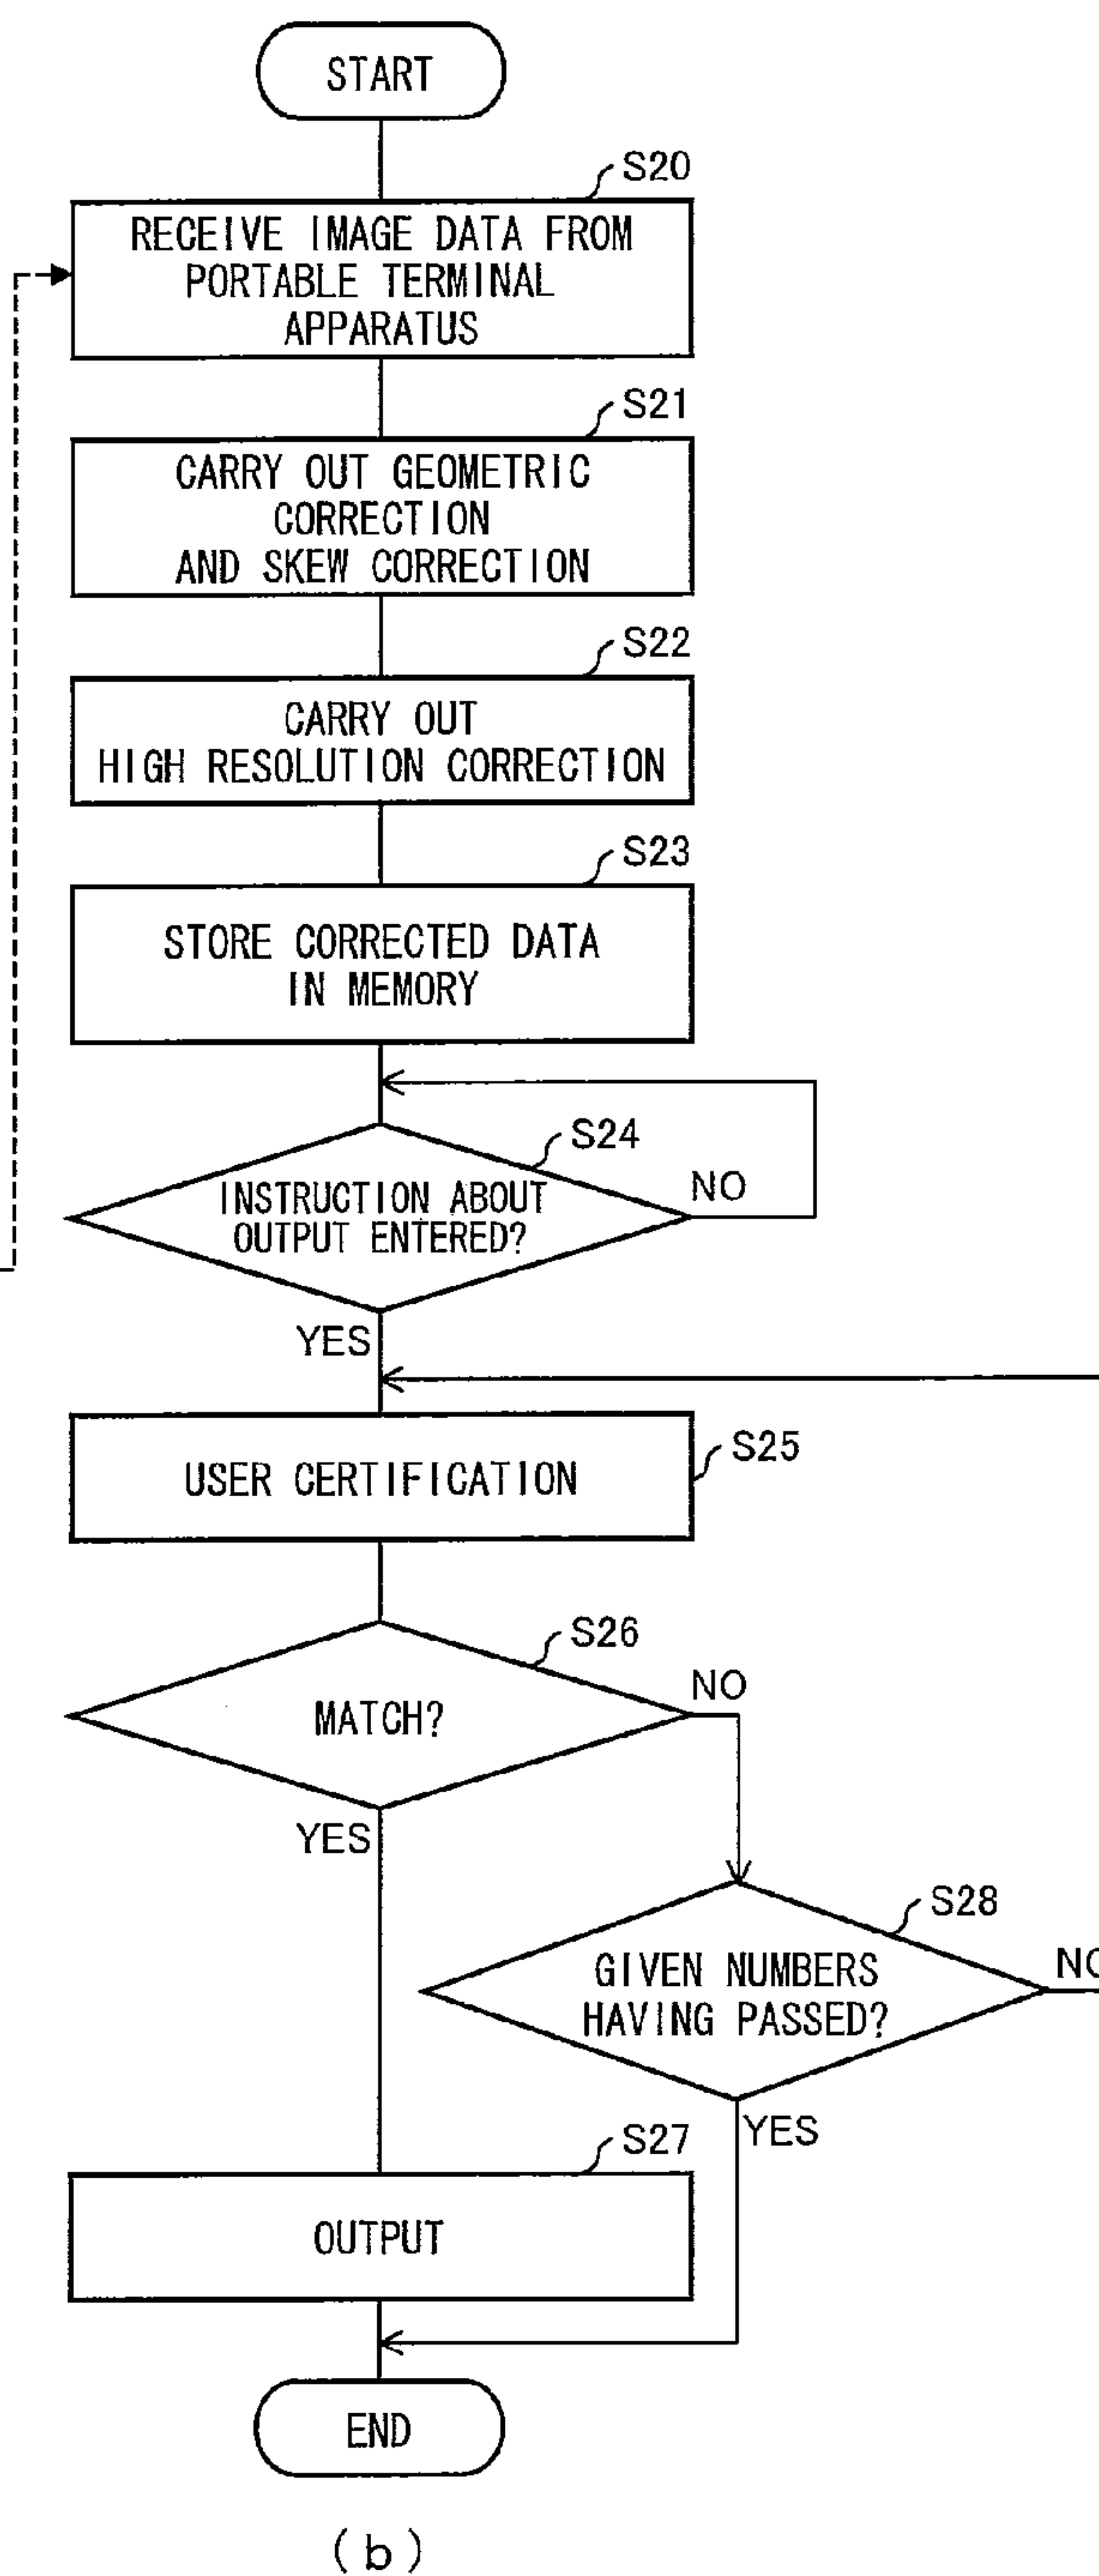 START
S20
RECEIVE IMAGE DATA FROM
PORTABLE TERMINAL
APPARATUS
S21
CARRY OUT GEOMETRIC
CORRECTION
AND SKEW CORRECTION
S22
CARRY OUT
HIGH RESOLUTION CORRECTION
S23
STORE CORRECTED DATA
IN MEMORY
S24
INSTRUCTION ABOUT
OUTPUT ENTERED?
NO
YES
S25
USER CERTIFICATION
S26
MATCH?
NO
YES
S28
GIVEN NUMBERS
HAVING PASSED?
NO
YES
S27
OUTPUT
END
(b)